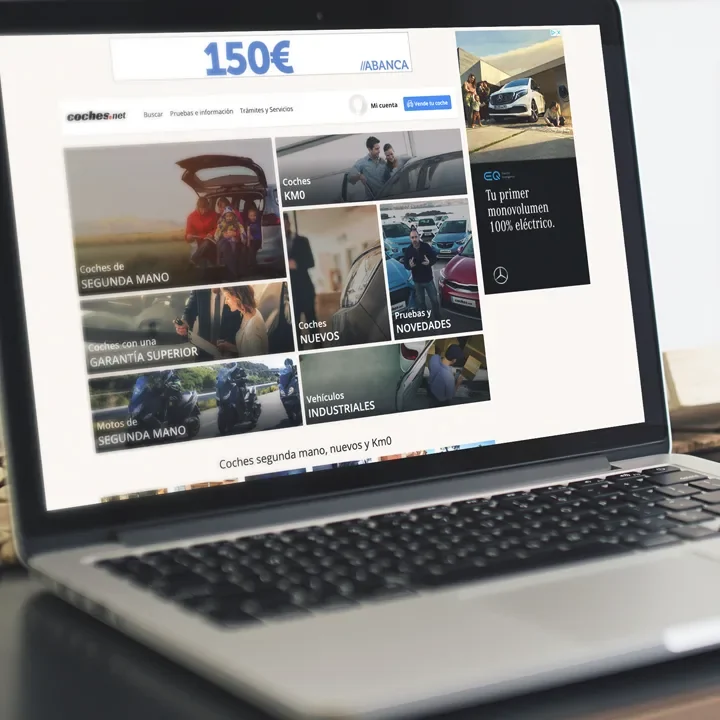 150€
//ABANCA
coches.net
Buscar Pruebas e información Trámites y Servicios
Mi cuenta
Vende tu coche
Coches de
SEGUNDA MANO
Coches
KM0
Coches con una
GARANTÍA SUPERIOR
Coches
NUEVOS
Pruebas y
NOVEDADES
Motos de
SEGUNDA MANO
Vehículos
INDUSTRIALES
Coches segunda mano, nuevos y Km0
EQ
Tu primer
monovolumen
100% eléctrico.